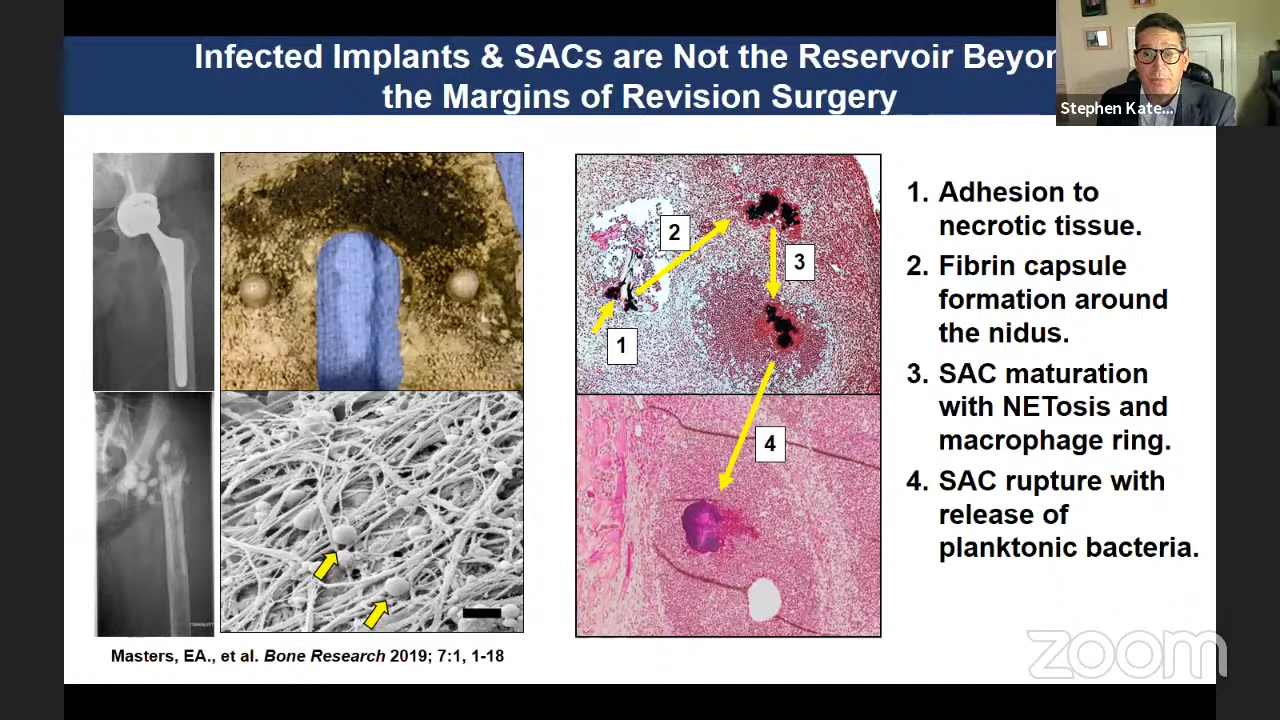 Infected Implants & SACs are Not the Reservoir Beyon
the Margins of Revision Surgery
Stephen Kate...
1
2
3
4
1. Adhesion to
necrotic tissue.
2. Fibrin capsule
formation around
the nidus.
3. SAC maturation
with NETosis and
macrophage ring.
4. SAC rupture with
release of
planktonic bacteria.
Masters, EA., et al. Bone Research 2019; 7:1, 1-18
zoom